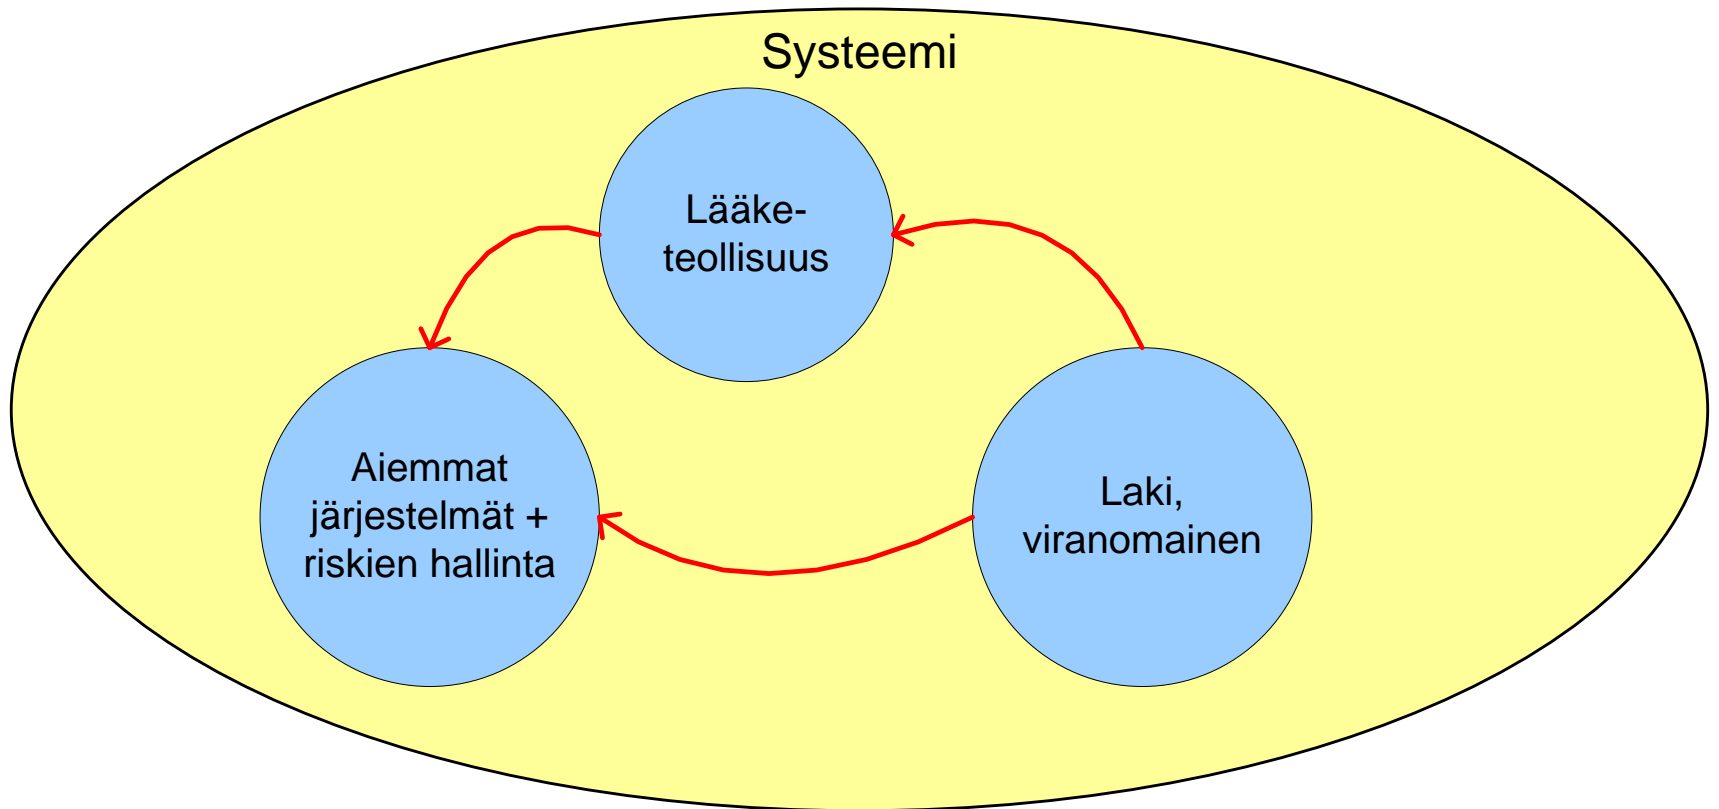 Systeemi
Lääke-
teollisuus
Aiemmat
järjestelmät +
riskien hallinta
Laki,
viranomainen